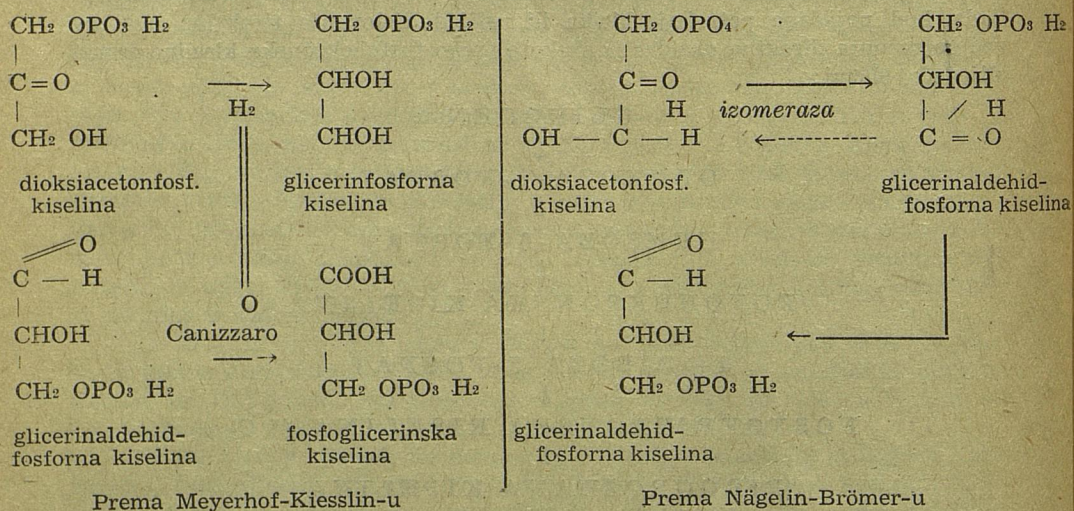 CH₂ OPO₃ H₂
|
C=O
|
CH₂ OH
dioksiacetonfosf.
kiselina
→
H₂
O
Canizzaro
→
CH₂ OPO₃ H₂
|
CHOH
|
CHOH
glicerinfosforna
kiselina
O
C — H
|
CHOH
|
CH₂ OPO₃ H₂
glicerinaldehid-
fosforna kiselina
COOH
|
CHOH
|
CH₂ OPO₃ H₂
fosfoglicerinska
kiselina
Prema Meyerhof-Kiesslin-u
CH₂ OPO₄
|
C=O
| H
OH — C — H
dioksiacetonfosf.
kiselina
→
izomeraza
←
CH₂ OPO₃ H₂
|
CHOH
| / H
C = O
glicerinaldehid-
fosforna kiselina
O
C — H
|
CHOH ←
CH₂ OPO₃ H₂
glicerinaldehid-
fosforna kiselina
Prema Nägelin-Brömer-u